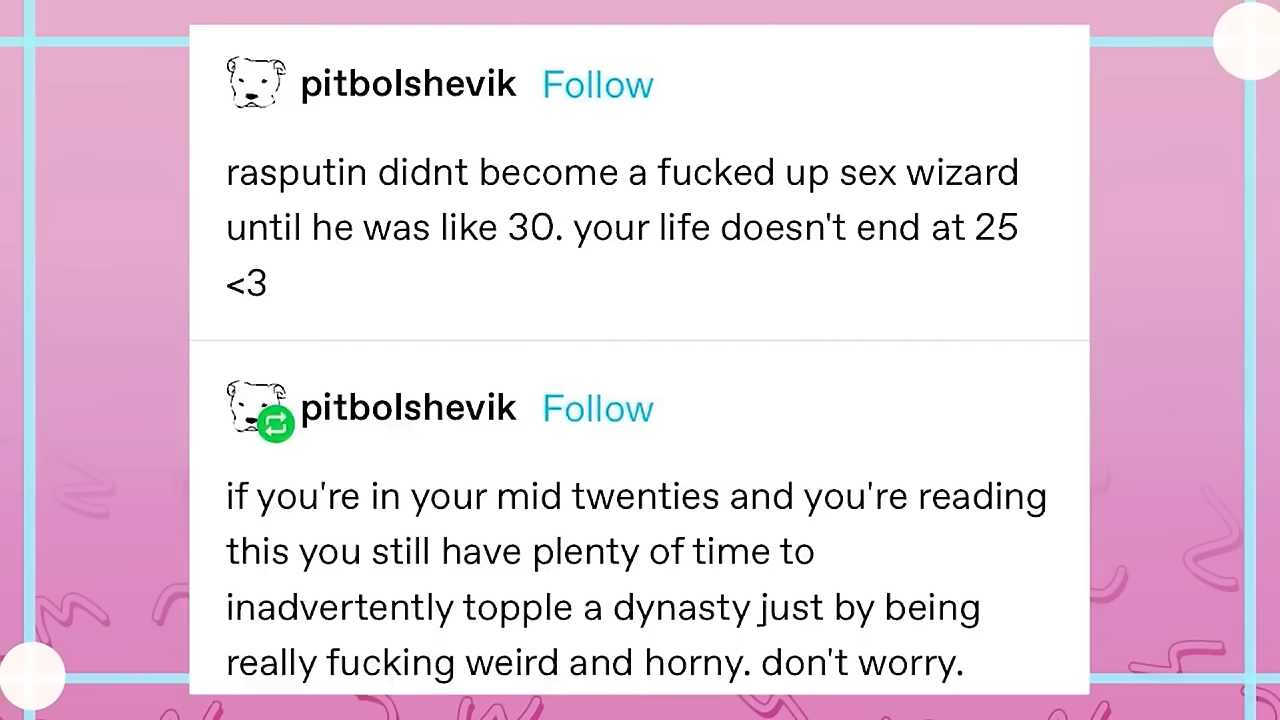 pitbolshevik Follow
rasputin didnt become a fucked up sex wizard
until he was like 30. your life doesn't end at 25
<3
pitbolshevik Follow
if you're in your mid twenties and you're reading
this you still have plenty of time to
inadvertently topple a dynasty just by being
really fucking weird and horny. don't worry.